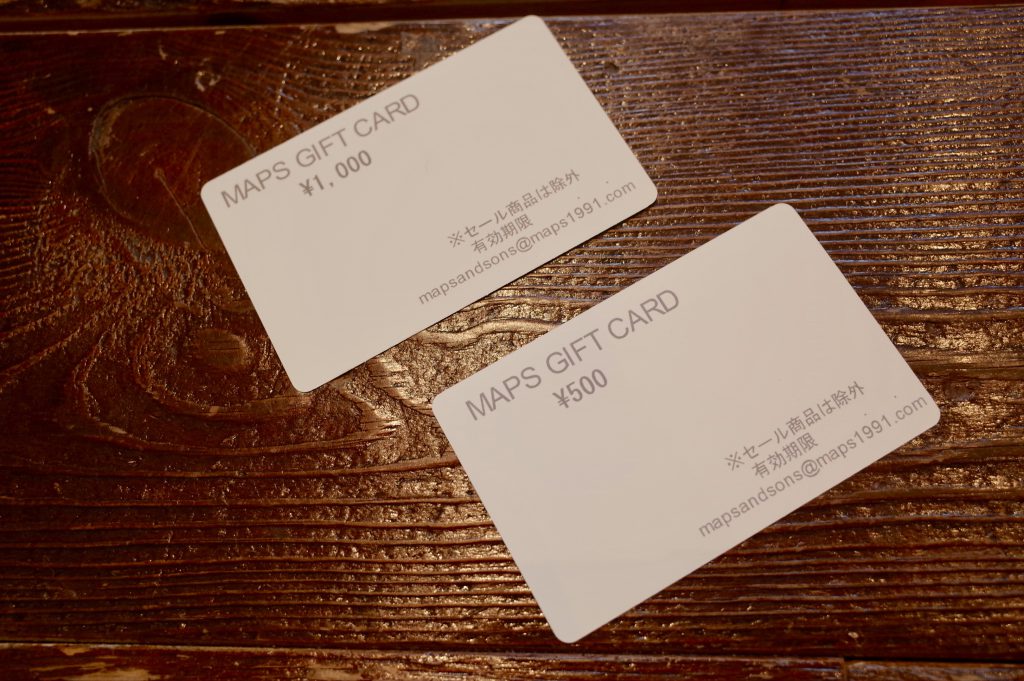 MAPS GIFT CARD
¥1,000
※セール商品は除外
有効期限
mapsandsons@maps1991.com
MAPS GIFT CARD
¥500
※セール商品は除外
有効期限
mapsandsons@maps1991.com